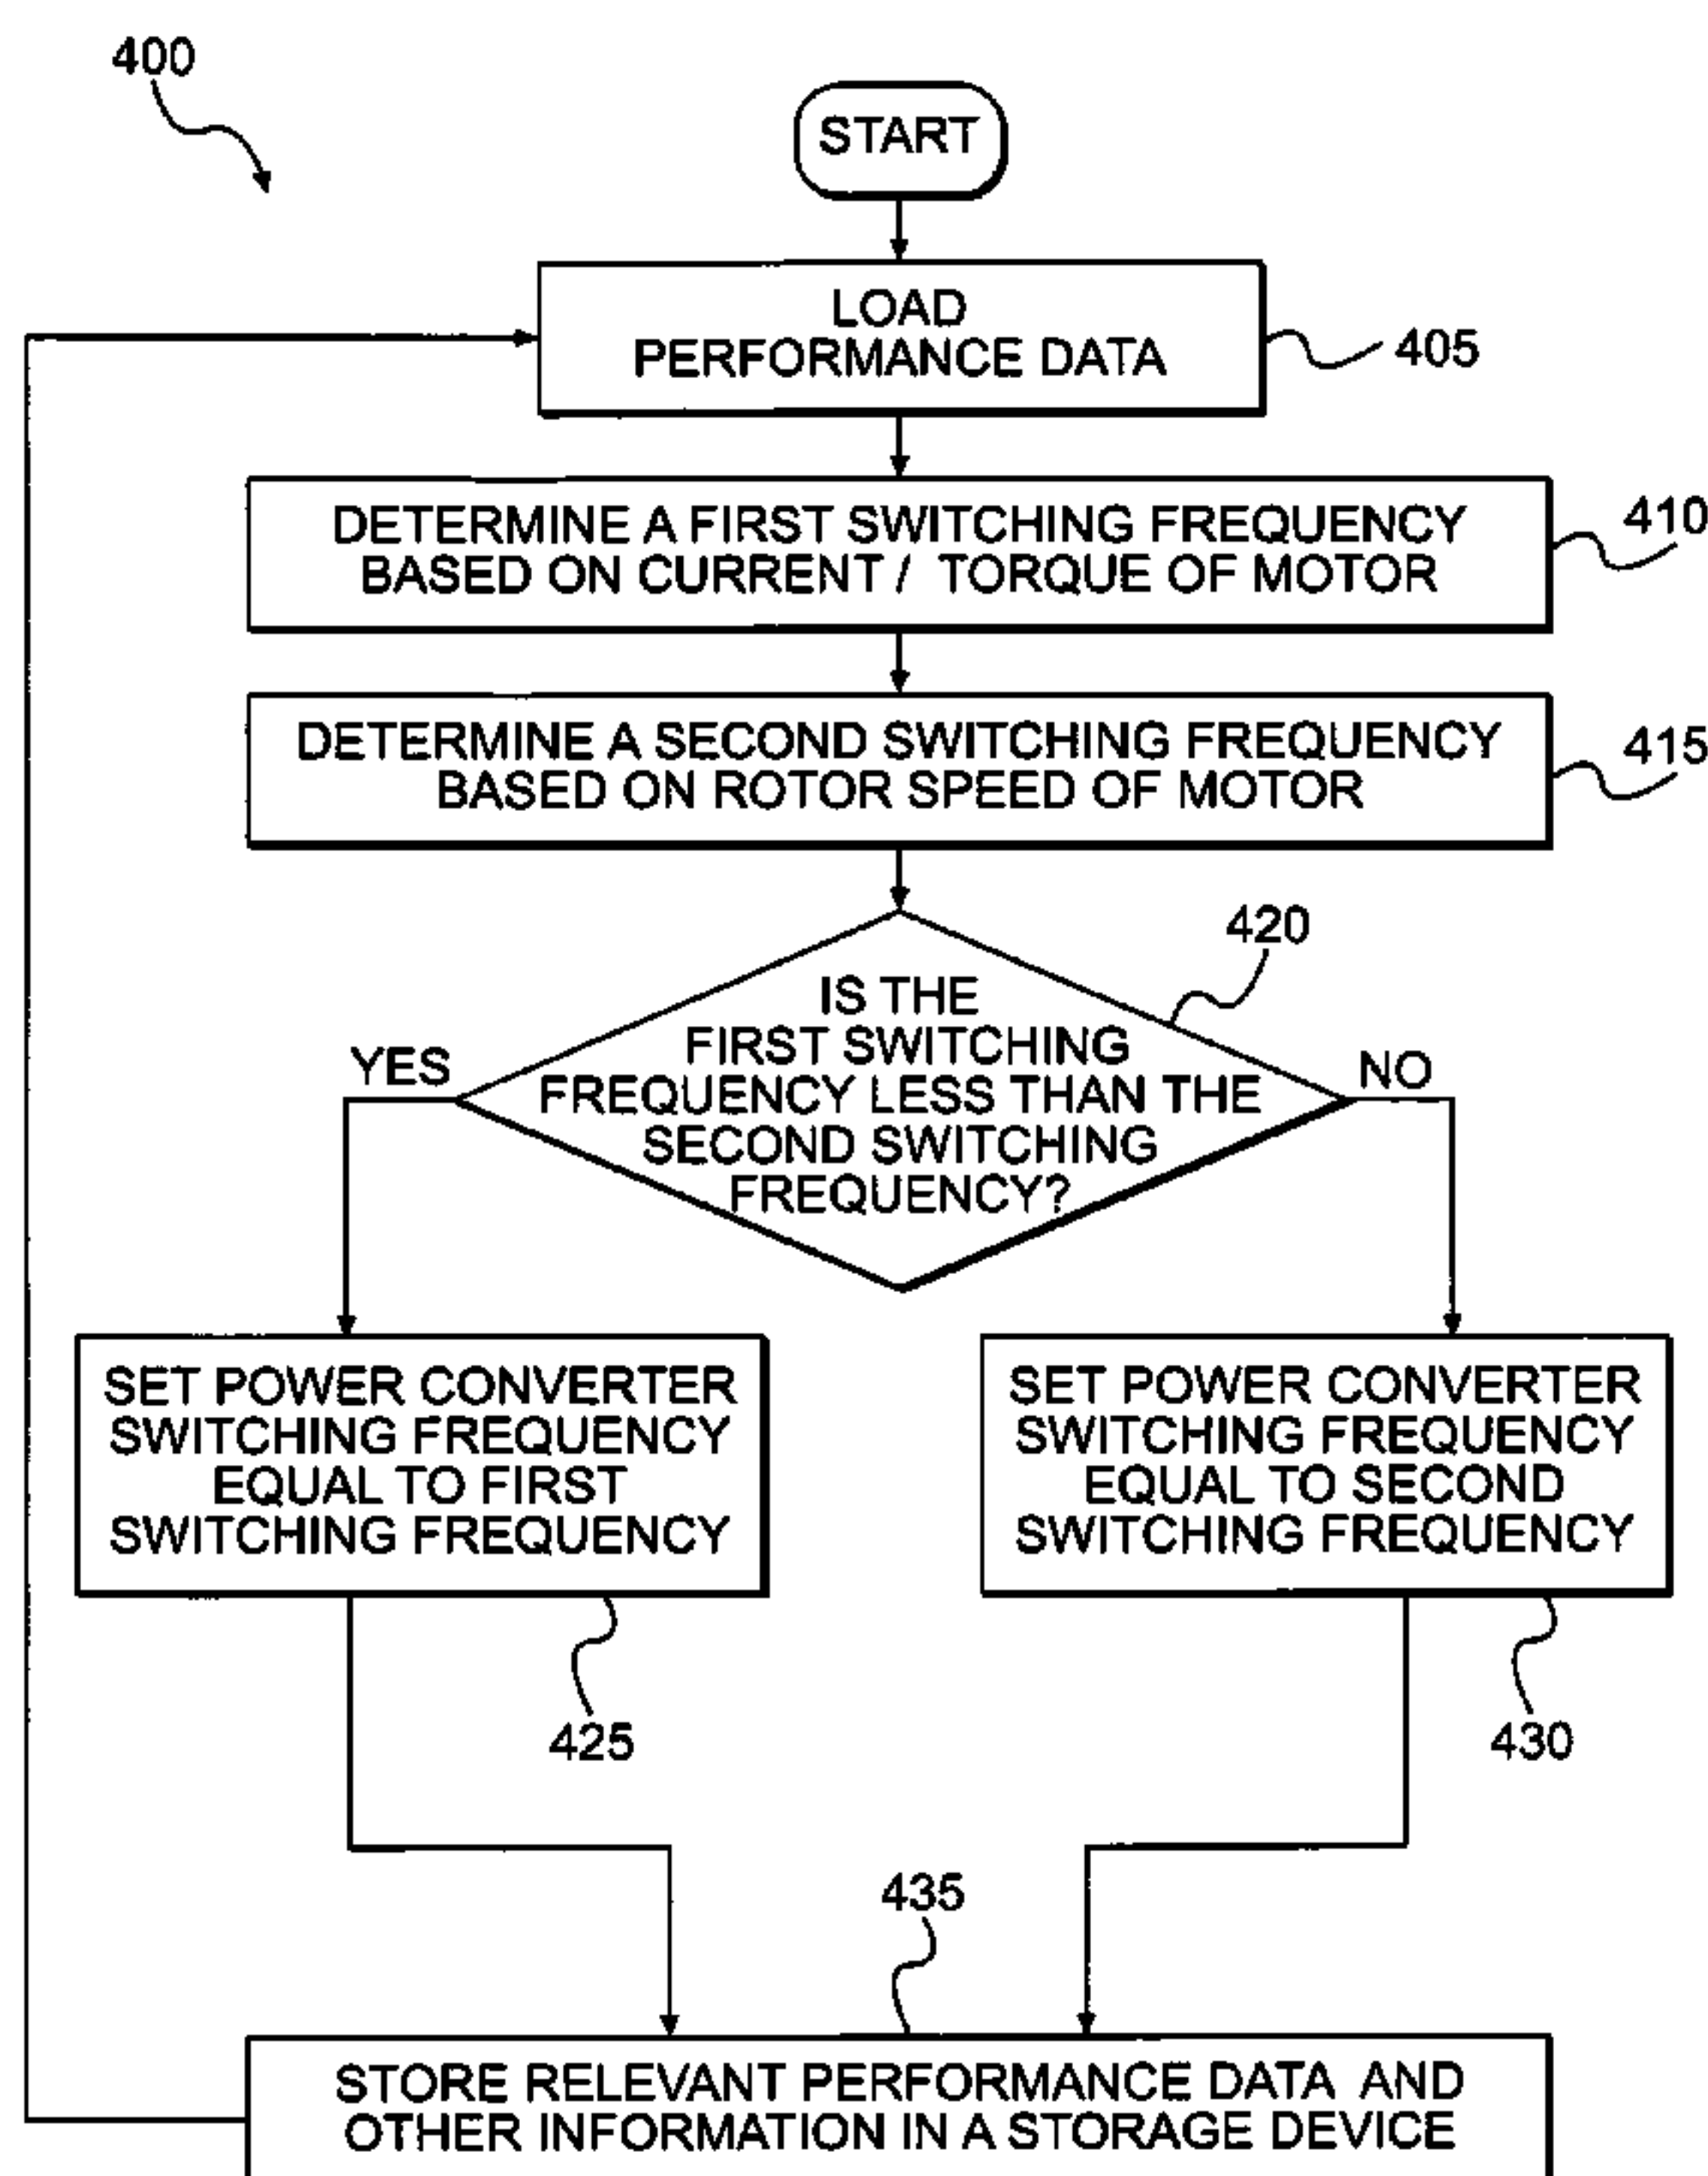 400
START
LOAD
PERFORMANCE DATA
405
DETERMINE A FIRST SWITCHING FREQUENCY
BASED ON CURRENT / TORQUE OF MOTOR
410
DETERMINE A SECOND SWITCHING FREQUENCY
BASED ON ROTOR SPEED OF MOTOR
415
420
IS THE
FIRST SWITCHING
FREQUENCY LESS THAN THE
SECOND SWITCHING
FREQUENCY?
YES
NO
SET POWER CONVERTER
SWITCHING FREQUENCY
EQUAL TO FIRST
SWITCHING FREQUENCY
425
SET POWER CONVERTER
SWITCHING FREQUENCY
EQUAL TO SECOND
SWITCHING FREQUENCY
430
435
STORE RELEVANT PERFORMANCE DATA AND
OTHER INFORMATION IN A STORAGE DEVICE